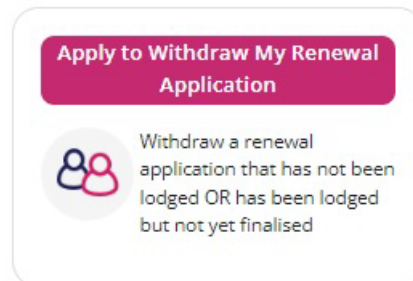 Apply to Withdraw My Renewal
Application
Withdraw a renewal
application that has not been
lodged OR has been lodged
but not yet finalised